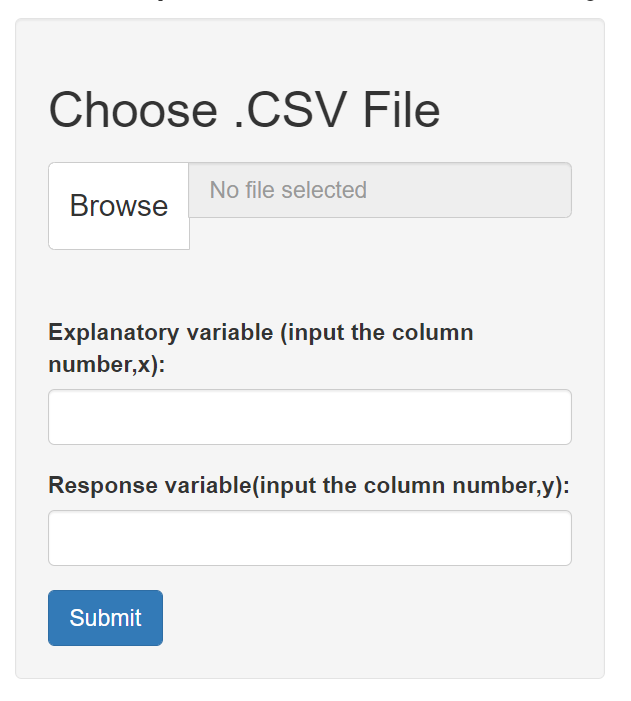 Choose .CSV File
Browse
No file selected
Explanatory variable (input the column
number,x):
Response variable(input the column number,y):
Submit